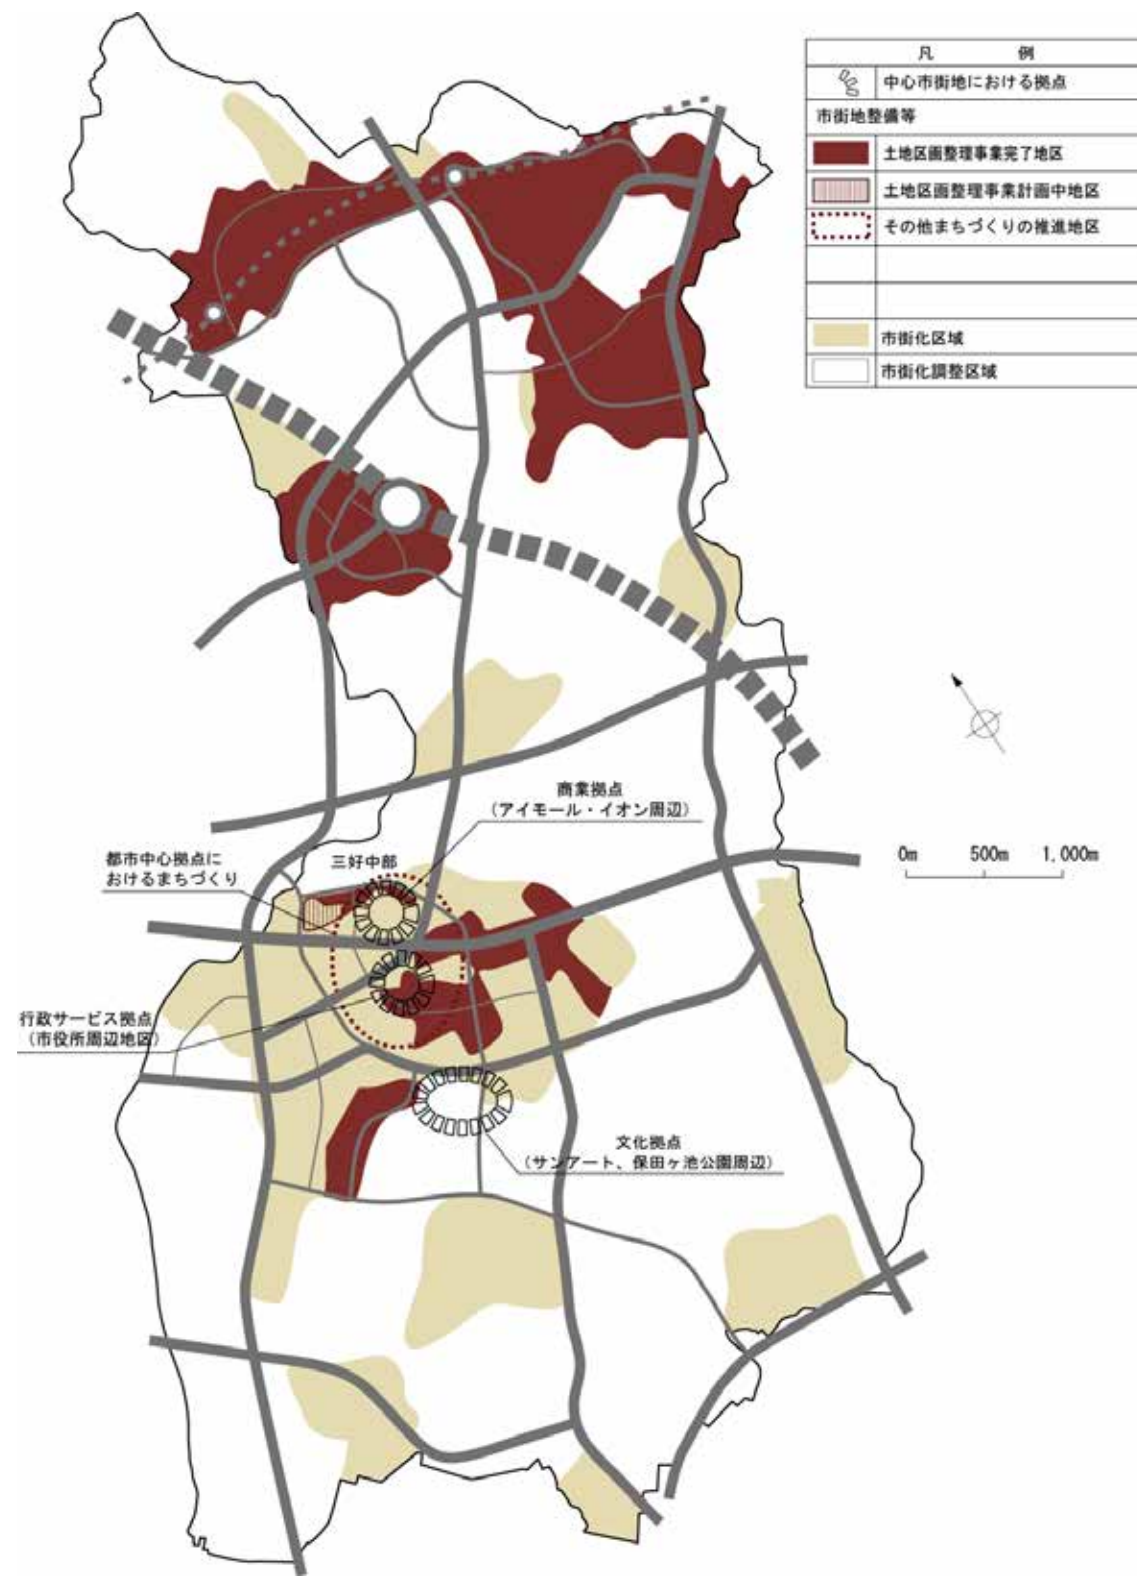 凡 例
中心市街地における拠点
市街地整備等
土地区画整理事業完了地区
土地区画整理事業計画中地区
その他まちづくりの推進地区
市街化区域
市街化調整区域
商業拠点
（アイモール・イオン周辺）
都市中心拠点に
おけるまちづくり
三好中部
0m 500m 1,000m
行政サービス拠点
（市役所周辺地区）
文化拠点
（サンアート、保田ヶ池公園周辺）